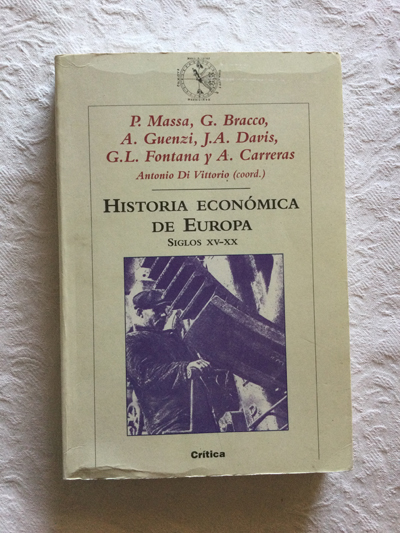 P. Massa, G. Bracco,
A. Guenzi, J.A. Davis,
G.L. Fontana y A. Carreras
Antonio Di Vittorio (coord.)
Historia económica
de Europa
Siglos XV-XX
Crítica